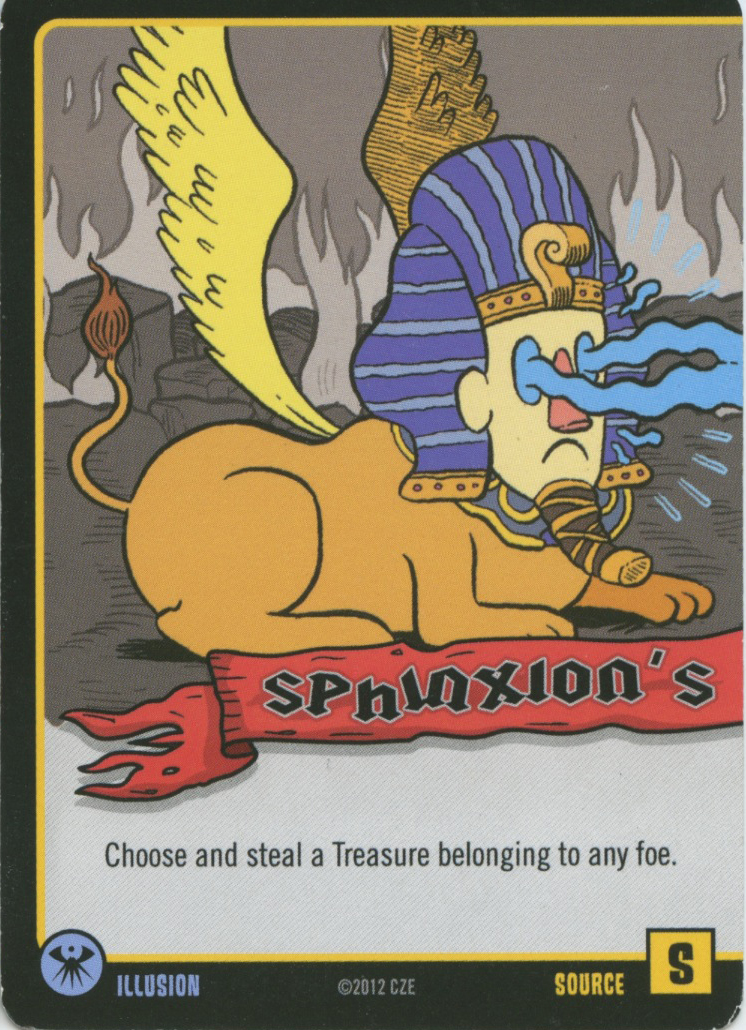 SPHINXION'S
Choose and steal a Treasure belonging to any foe.
ILLUSION
©2012 CZE
SOURCE
S